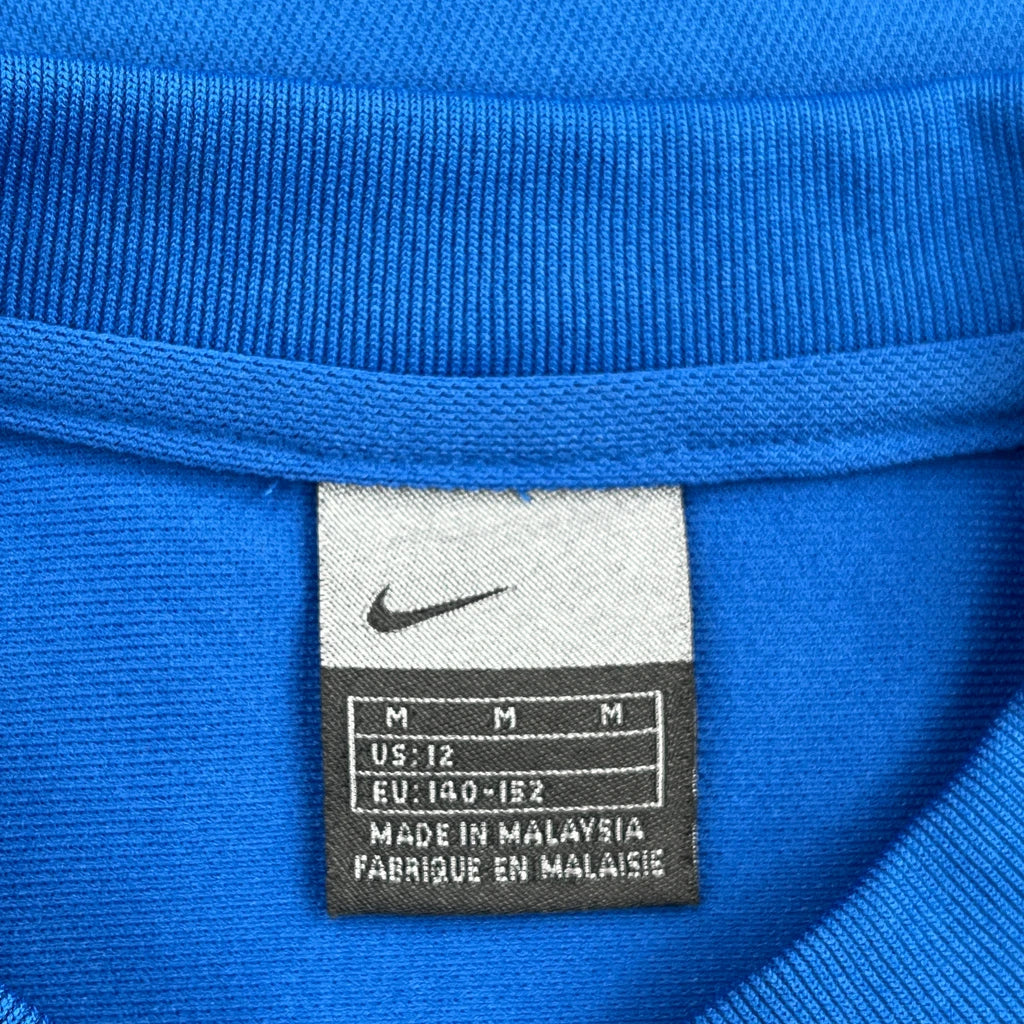 M M M
US: 12
EU: 140-152
MADE IN MALAYSIA
FABRIQUE EN MALAISIE